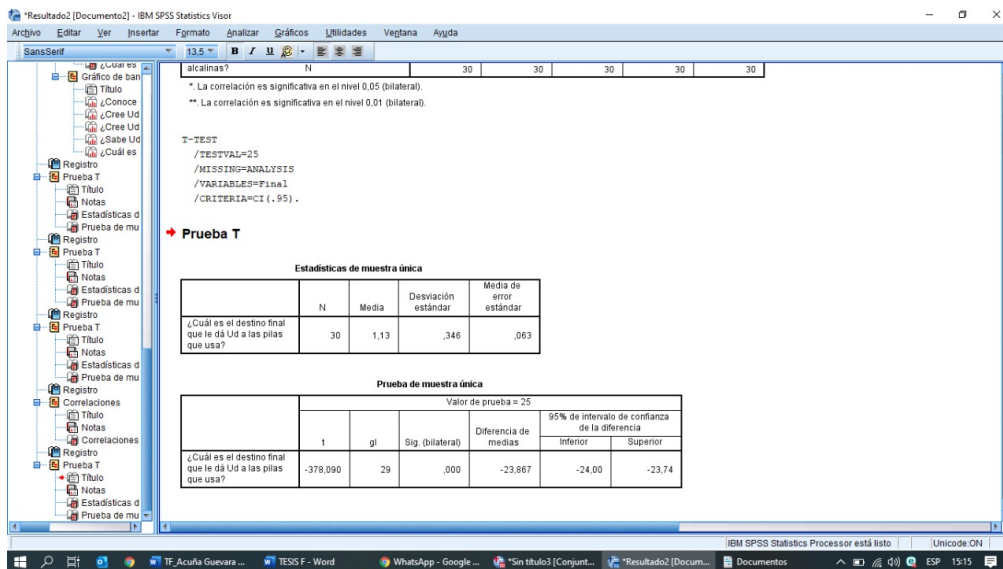 *Resultado2 [Documento2] - IBM SPSS Statistics Visor
Archivo Editar Ver Insertar Formato Analizar Gráficos Utilidades Ventana Ayuda
SansSerif 13,5 B I U
¿Cuál es
Gráfico de ban
Título
¿Conoce
¿Cree Ud
¿Cree Ud
¿Sabe Ud
¿Cuál es
Registro
Prueba T
Título
Notas
Estadísticas d
Prueba de mu
Registro
Prueba T
Título
Notas
Estadísticas d
Prueba de mu
Registro
Prueba T
Título
Notas
Estadísticas d
Prueba de mu
Registro
Correlaciones
Título
Notas
Correlaciones
Registro
Prueba T
Título
Notas
Estadísticas d
Prueba de mu
alcalinas? N 30 30 30 30 30
*. La correlación es significativa en el nivel 0,05 (bilateral).
**. La correlación es significativa en el nivel 0,01 (bilateral).
T-TEST
/TESTVAL=25
/MISSING=ANALYSIS
/VARIABLES=Final
/CRITERIA=CI(.95).
Prueba T
Estadísticas de muestra única
N Media Desviación estándar Media de error estándar
¿Cuál es el destino final
que le dá Ud a las pilas 30 1,13 ,346 ,063
que usa?
Prueba de muestra única
Valor de prueba = 25
95% de intervalo de confianza
de la diferencia
t gl Sig. (bilateral) Diferencia de medias Inferior Superior
¿Cuál es el destino final
que le dá Ud a las pilas -378,090 29 ,000 -23,867 -24,00 -23,74
que usa?
IBM SPSS Statistics Processor está listo Unicode:ON
TF_Acuña Guevara ... TESIS F - Word WhatsApp - Google ... *Sin título3 [Conjunt... *Resultado2 [Docum... Documentos ESP 15:15